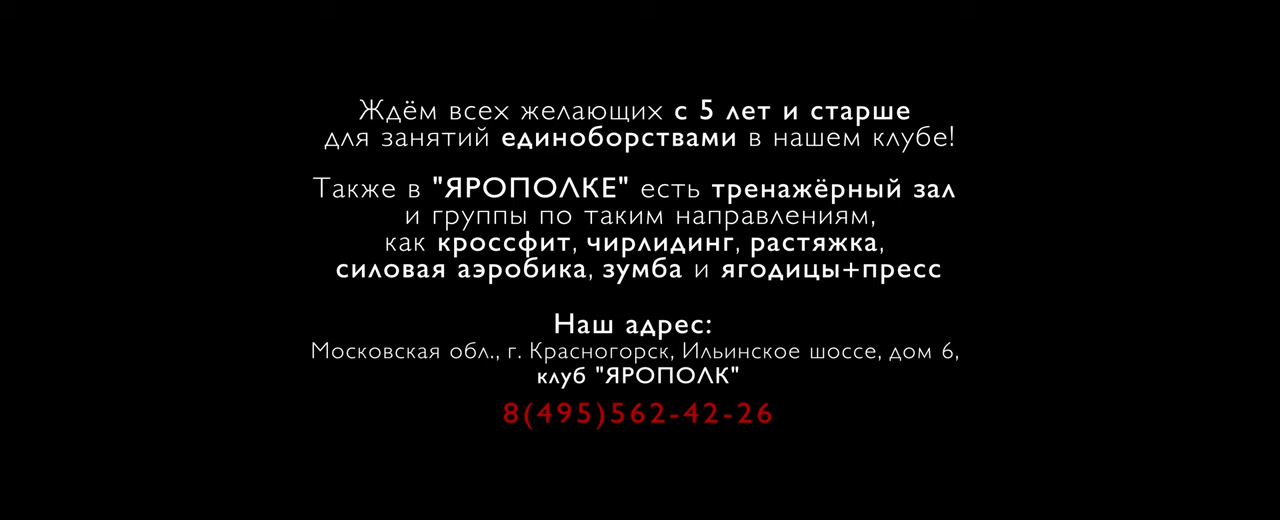 Ждём всех желающих с 5 лет и старше
для занятий единоборствами в нашем клубе!
Также в "ЯРОПОЛКЕ" есть тренажёрный зал
и группы по таким направлениям,
как кроссфит, чирлидинг, растяжка,
силовая аэробика, зумба и ягодицы+пресс
Наш адрес:
Московская обл., г. Красногорск, Ильинское шоссе, дом 6,
клуб "ЯРОПОЛК"
8(495)562-42-26